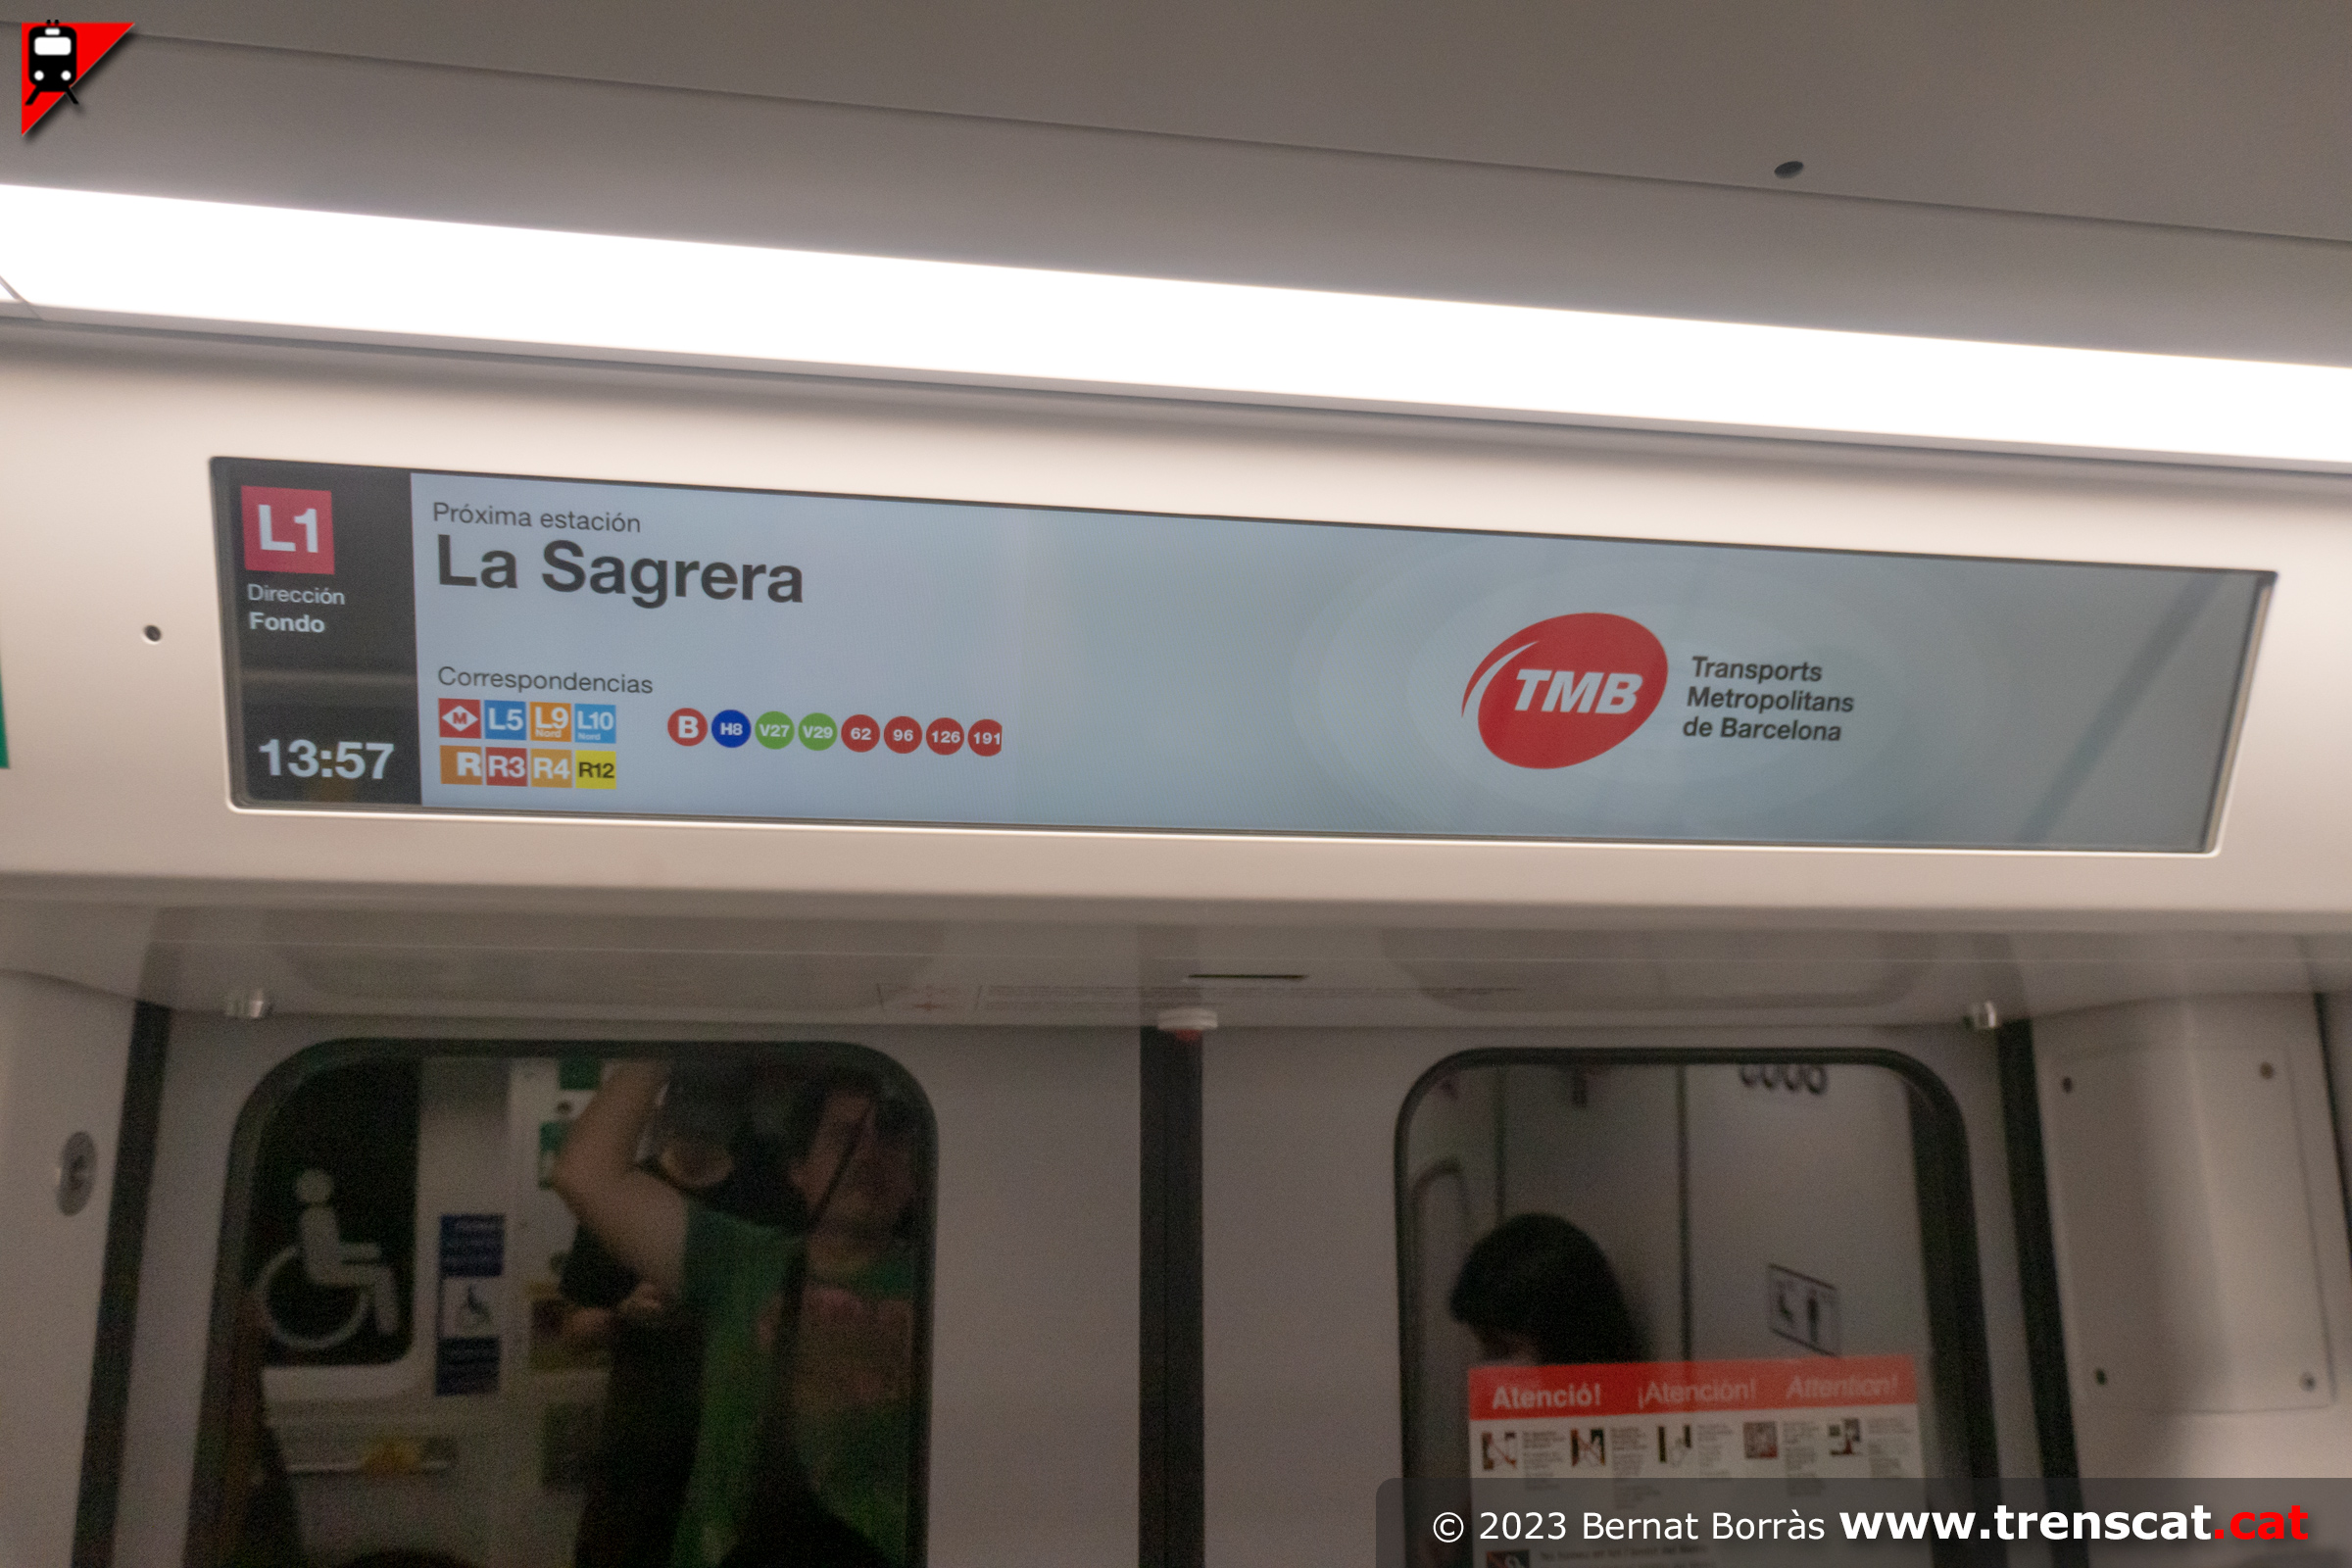 L1
Dirección
Fondo
13:57
Próxima estación
La Sagrera
Correspondencias
M L5 L9 Nord L10 Nord
R R3 R4 R12
B H8 V27 V29 62 96 126 191
TMB
Transports
Metropolitans
de Barcelona
Atenció! ¡Atención! Attention!
© 2023 Bernat Borràs www.trenscat.cat